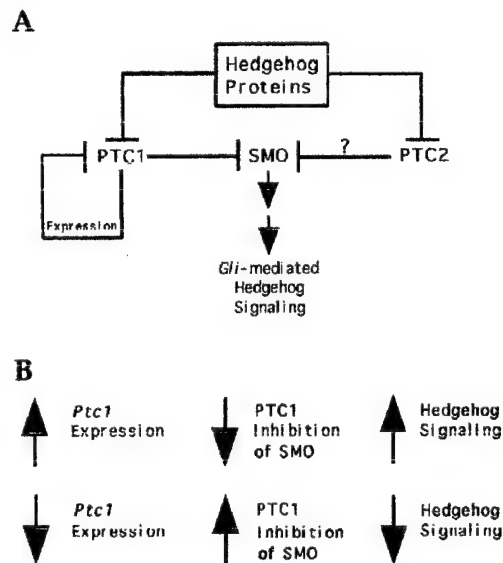 A
Hedgehog
Proteins
PTC1
SMO
?
PTC2
Expression
Gli-mediated
Hedgehog
Signaling
B
Ptc1
Expression
PTC1
Inhibition
of SMO
Hedgehog
Signaling
Ptc1
Expression
PTC1
Inhibition
of SMO
Hedgehog
Signaling